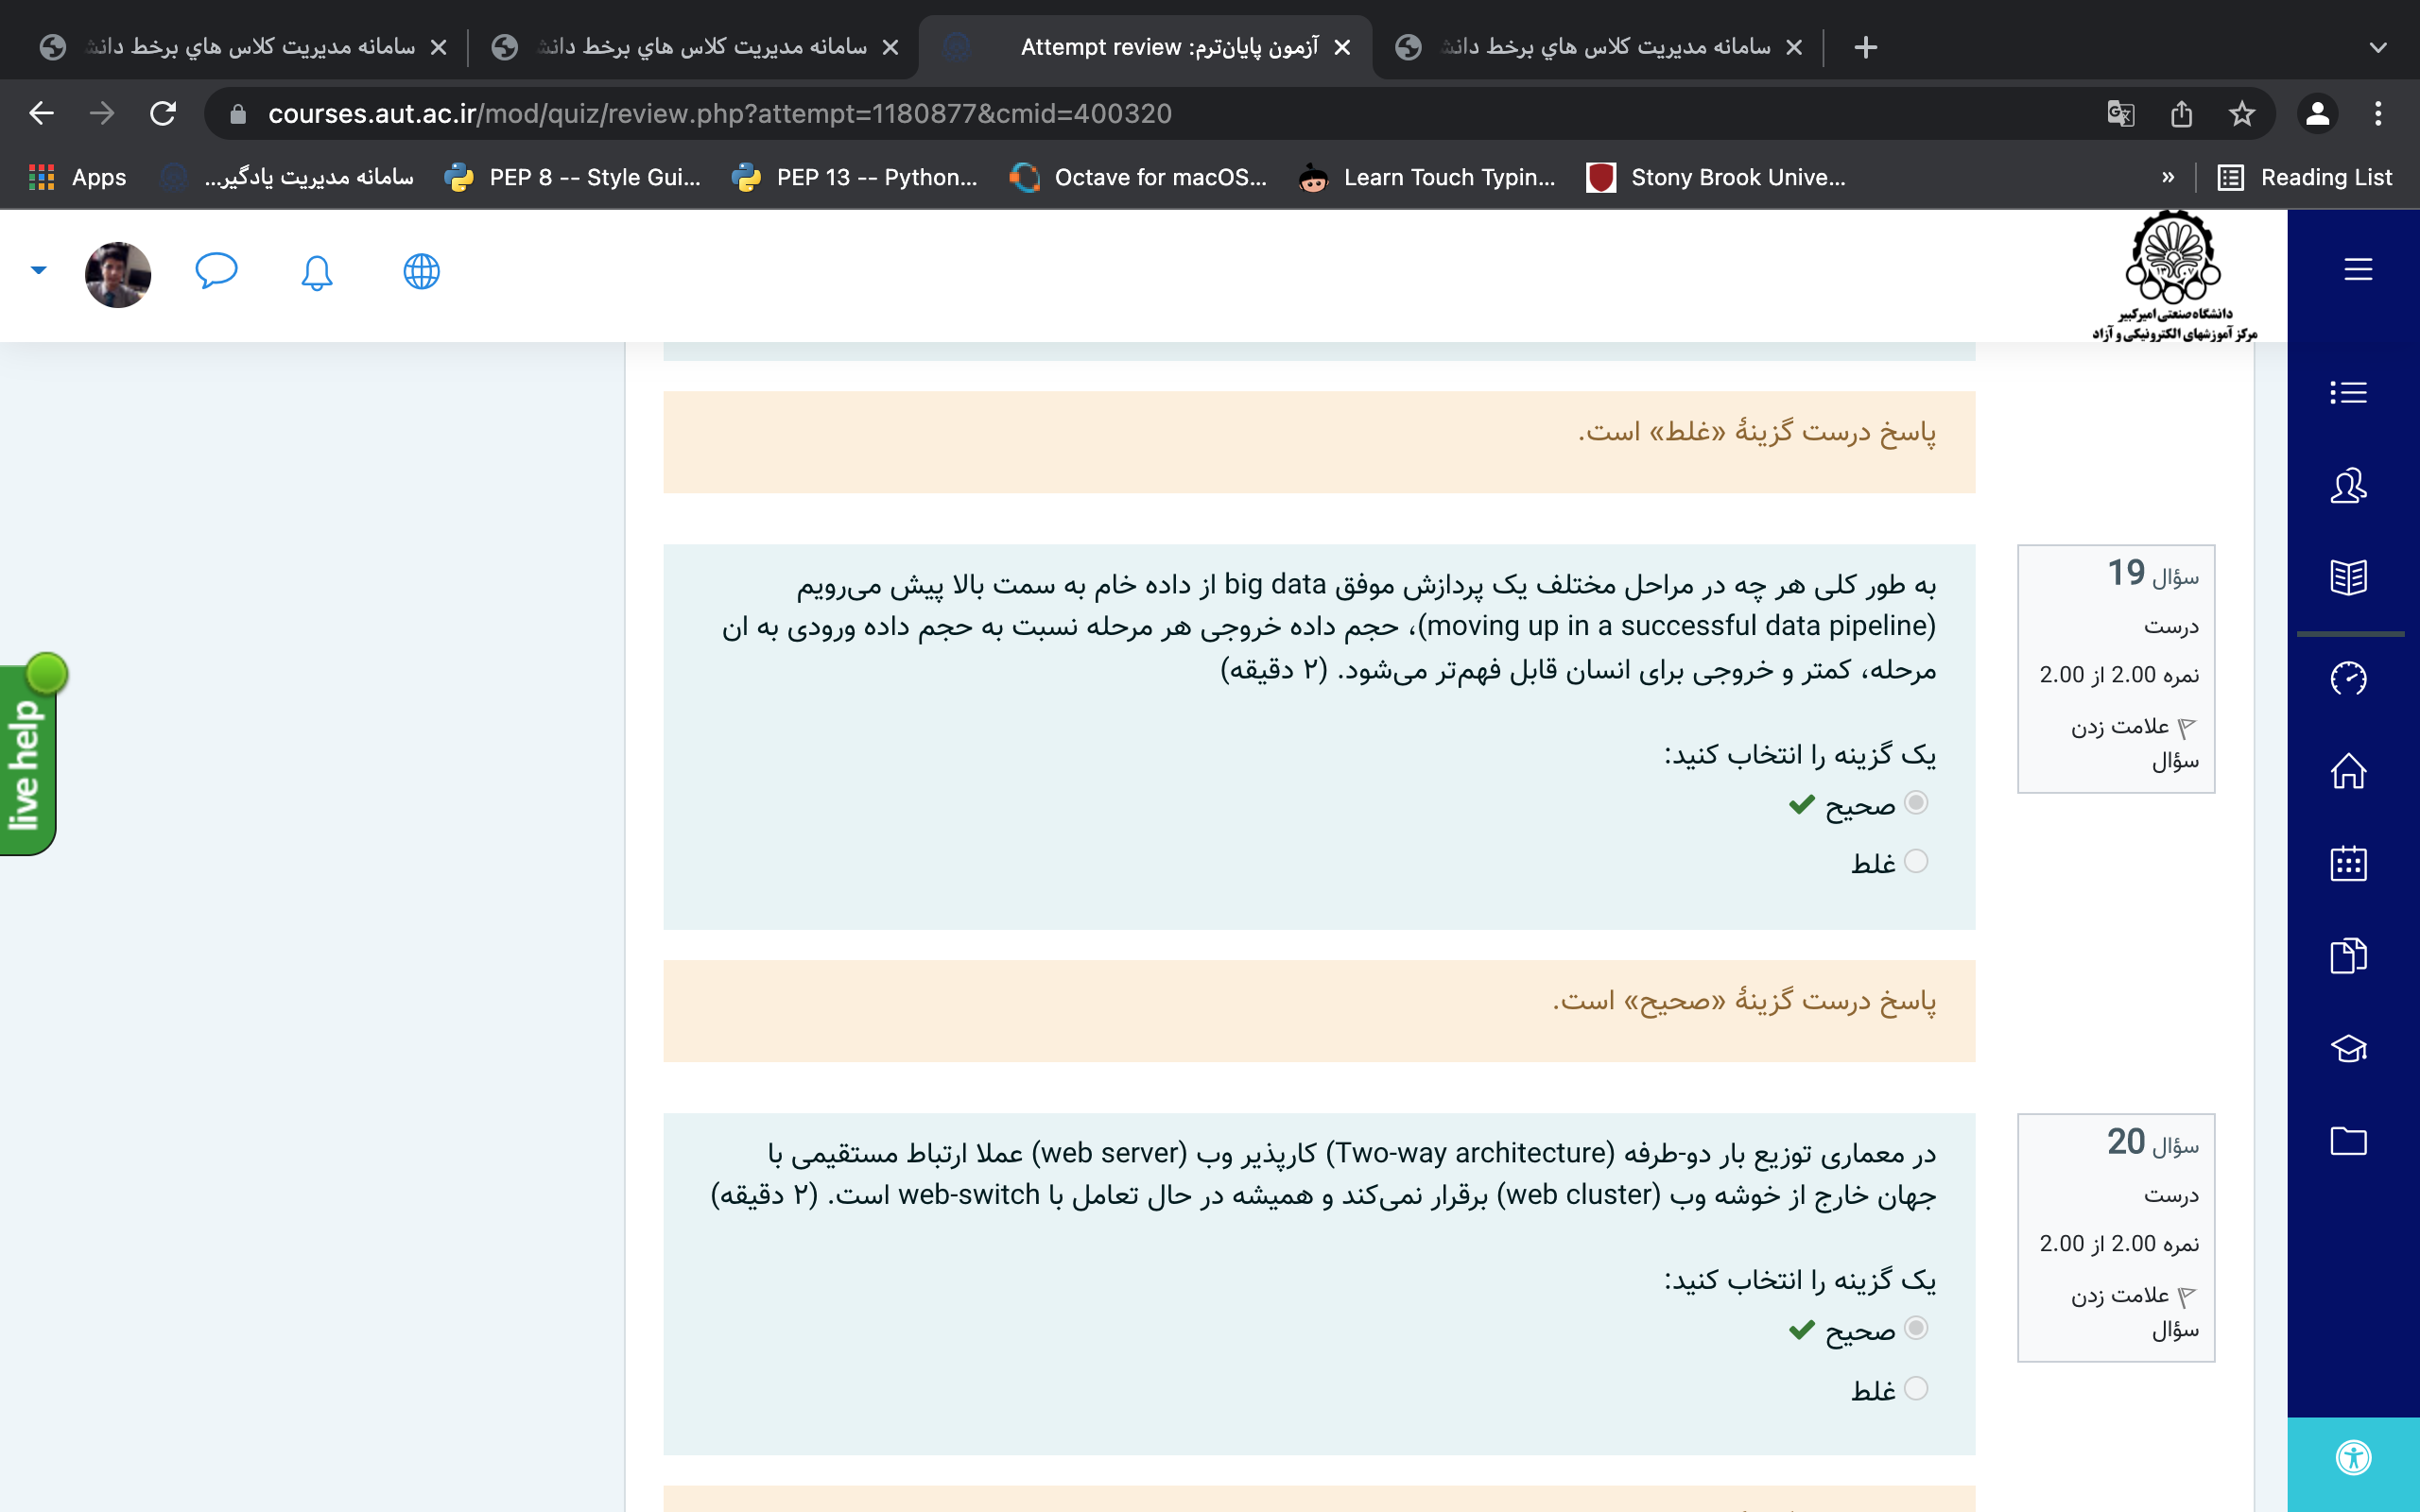 سامانه مدیریت کلاس هاي برخط دانش
سامانه مدیریت کلاس هاي برخط دانش
آزمون پایان‌ترم: Attempt review
سامانه مدیریت کلاس هاي برخط دانش
courses.aut.ac.ir/mod/quiz/review.php?attempt=1180877&cmid=400320
Apps
سامانه مدیریت یادگیر...
PEP 8 -- Style Gui...
PEP 13 -- Python...
Octave for macOS...
Learn Touch Typin...
Stony Brook Unive...
»
Reading List
۱۳۰۷
دانشگاه صنعتی امیرکبیر
مرکز آموزشهای الکترونیکی و آزاد
live help
پاسخ درست گزینهٔ «غلط» است.
سؤال 19
درست
نمره 2.00 از 2.00
علامت زدن
سؤال
به طور کلی هر چه در مراحل مختلف یک پردازش موفق big data از داده خام به سمت بالا پیش می‌رویم
(moving up in a successful data pipeline)، حجم داده خروجی هر مرحله نسبت به حجم داده ورودی به ان
مرحله، کمتر و خروجی برای انسان قابل فهم‌تر می‌شود. (۲ دقیقه)
یک گزینه را انتخاب کنید:
صحیح
غلط
پاسخ درست گزینهٔ «صحیح» است.
سؤال 20
درست
نمره 2.00 از 2.00
علامت زدن
سؤال
در معماری توزیع بار دو-طرفه (Two-way architecture) کارپذیر وب (web server) عملا ارتباط مستقیمی با
جهان خارج از خوشه وب (web cluster) برقرار نمی‌کند و همیشه در حال تعامل با web-switch است. (۲ دقیقه)
یک گزینه را انتخاب کنید:
صحیح
غلط